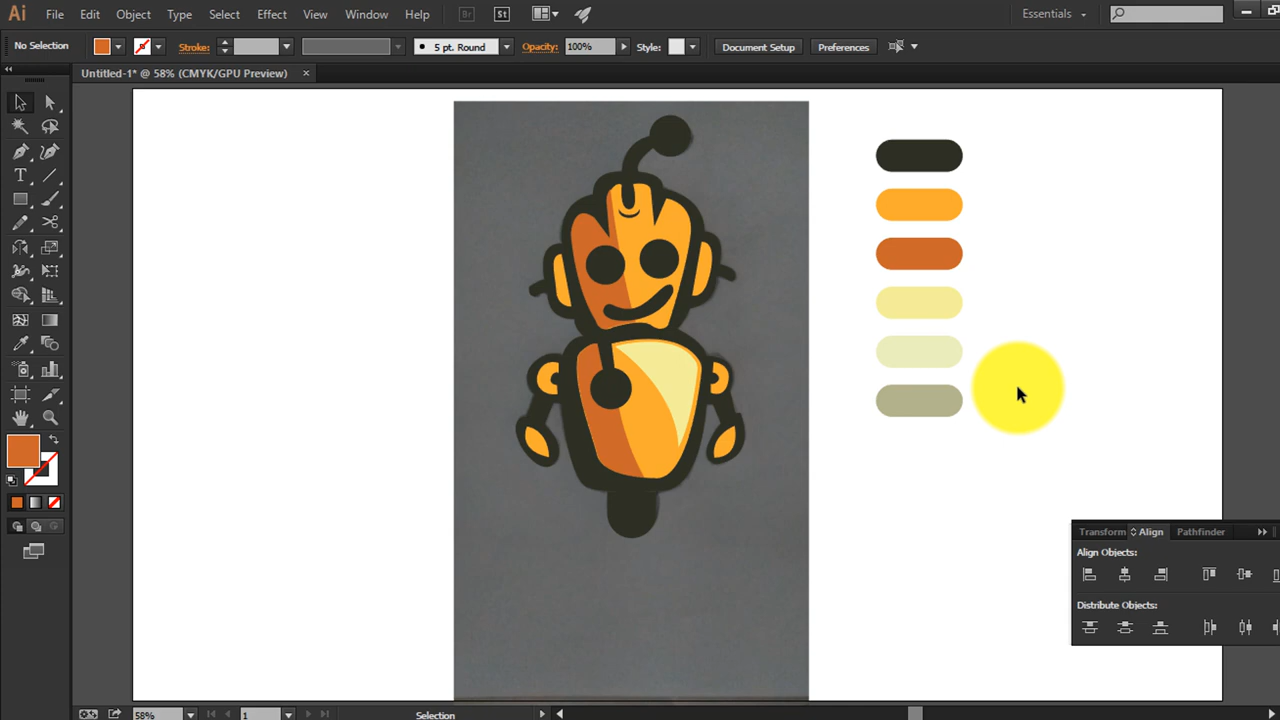 Ai File Edit Object Type Select Effect View Window Help Br St Essentials
No Selection Stroke: 5 pt. Round Opacity: 100% Style: Document Setup Preferences
Untitled-1* @ 58% (CMYK/GPU Preview) ×
T
Transform Align Pathfinder
Align Objects:
Distribute Objects:
58% 1 Selection